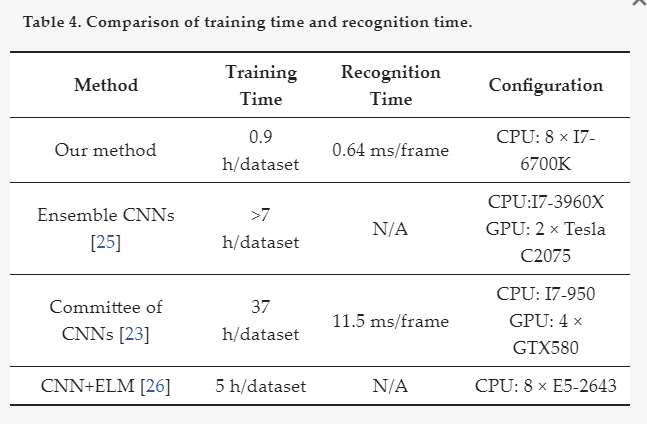 Table 4. Comparison of training time and recognition time.
Method
Training
Time
Recognition
Time
Configuration
Our method
0.9
h/dataset
0.64 ms/frame
CPU: 8 × I7-
6700K
Ensemble CNNs
[25]
>7
h/dataset
N/A
CPU:I7-3960X
GPU: 2 × Tesla
C2075
Committee of
CNNs [23]
37
h/dataset
11.5 ms/frame
CPU: I7-950
GPU: 4 ×
GTX580
CNN+ELM [26]
5 h/dataset
N/A
CPU: 8 × E5-2643